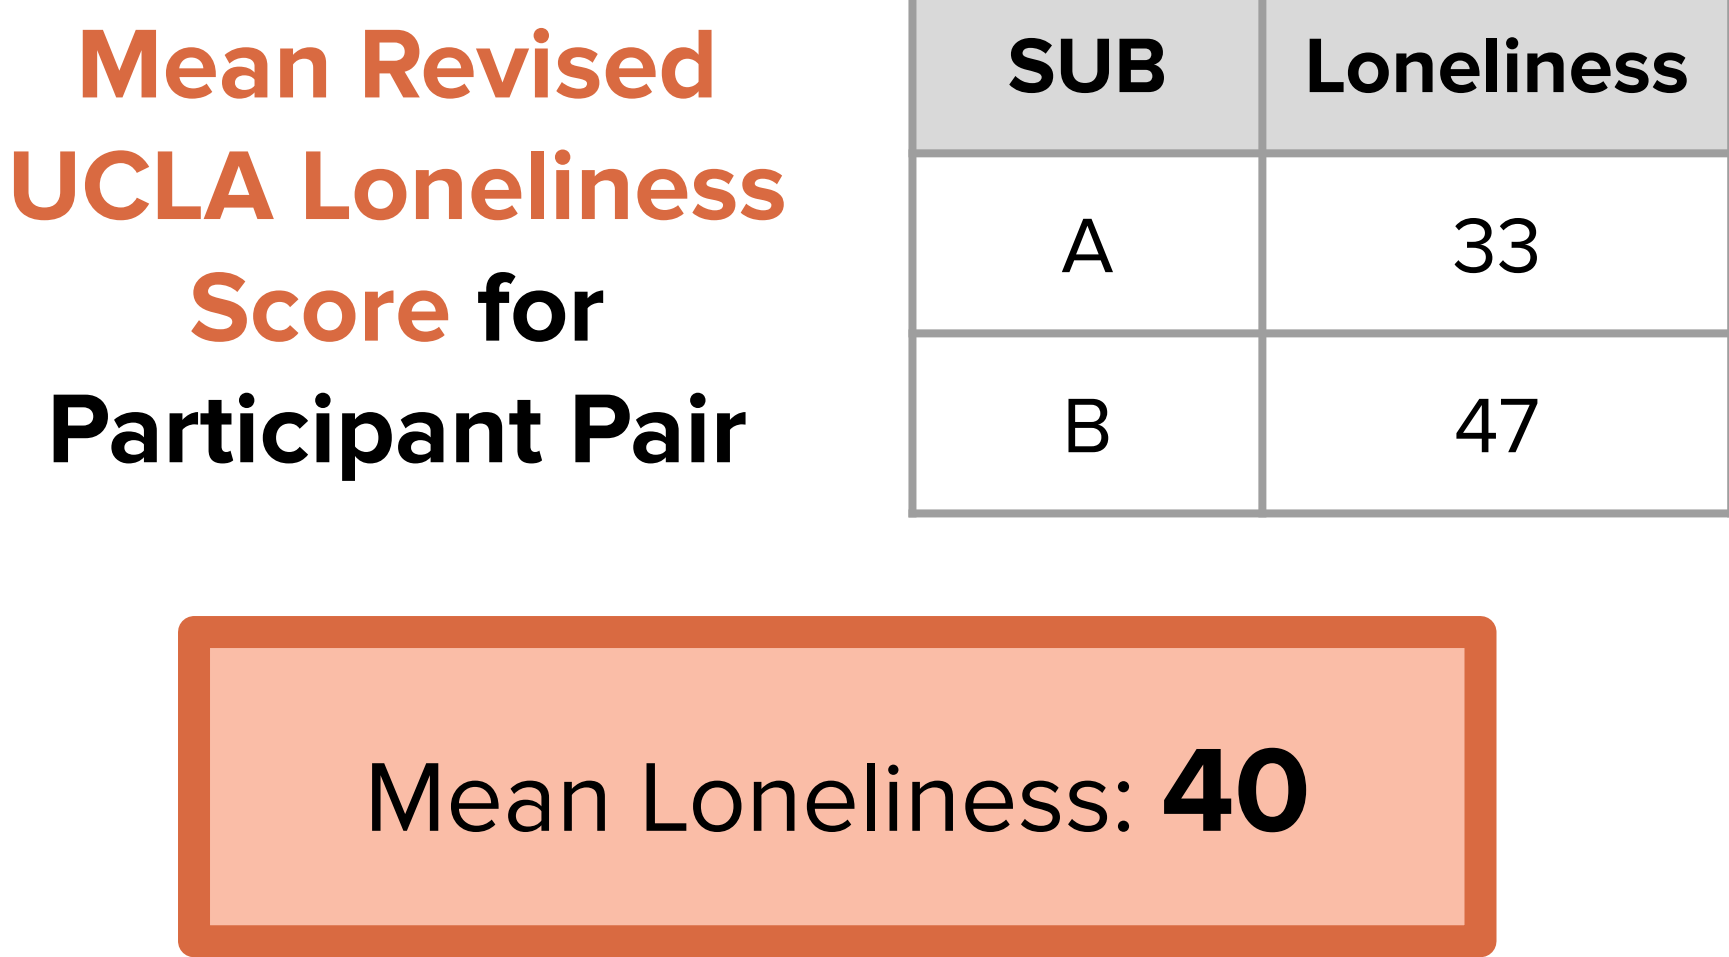 Mean Revised
UCLA Loneliness
Score for
Participant Pair
SUB Loneliness
A 33
B 47
Mean Loneliness: 40